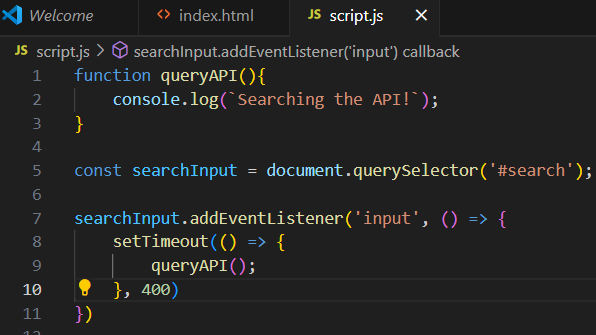 Welcome index.html JS script.js ×
JS script.js > searchInput.addEventListener('input') callback
1 function queryAPI(){
2     console.log(`Searching the API!`);
3 }
4
5 const searchInput = document.querySelector('#search');
6
7 searchInput.addEventListener('input', () => {
8     setTimeout(() => {
9         queryAPI();
10     }, 400)
11 })